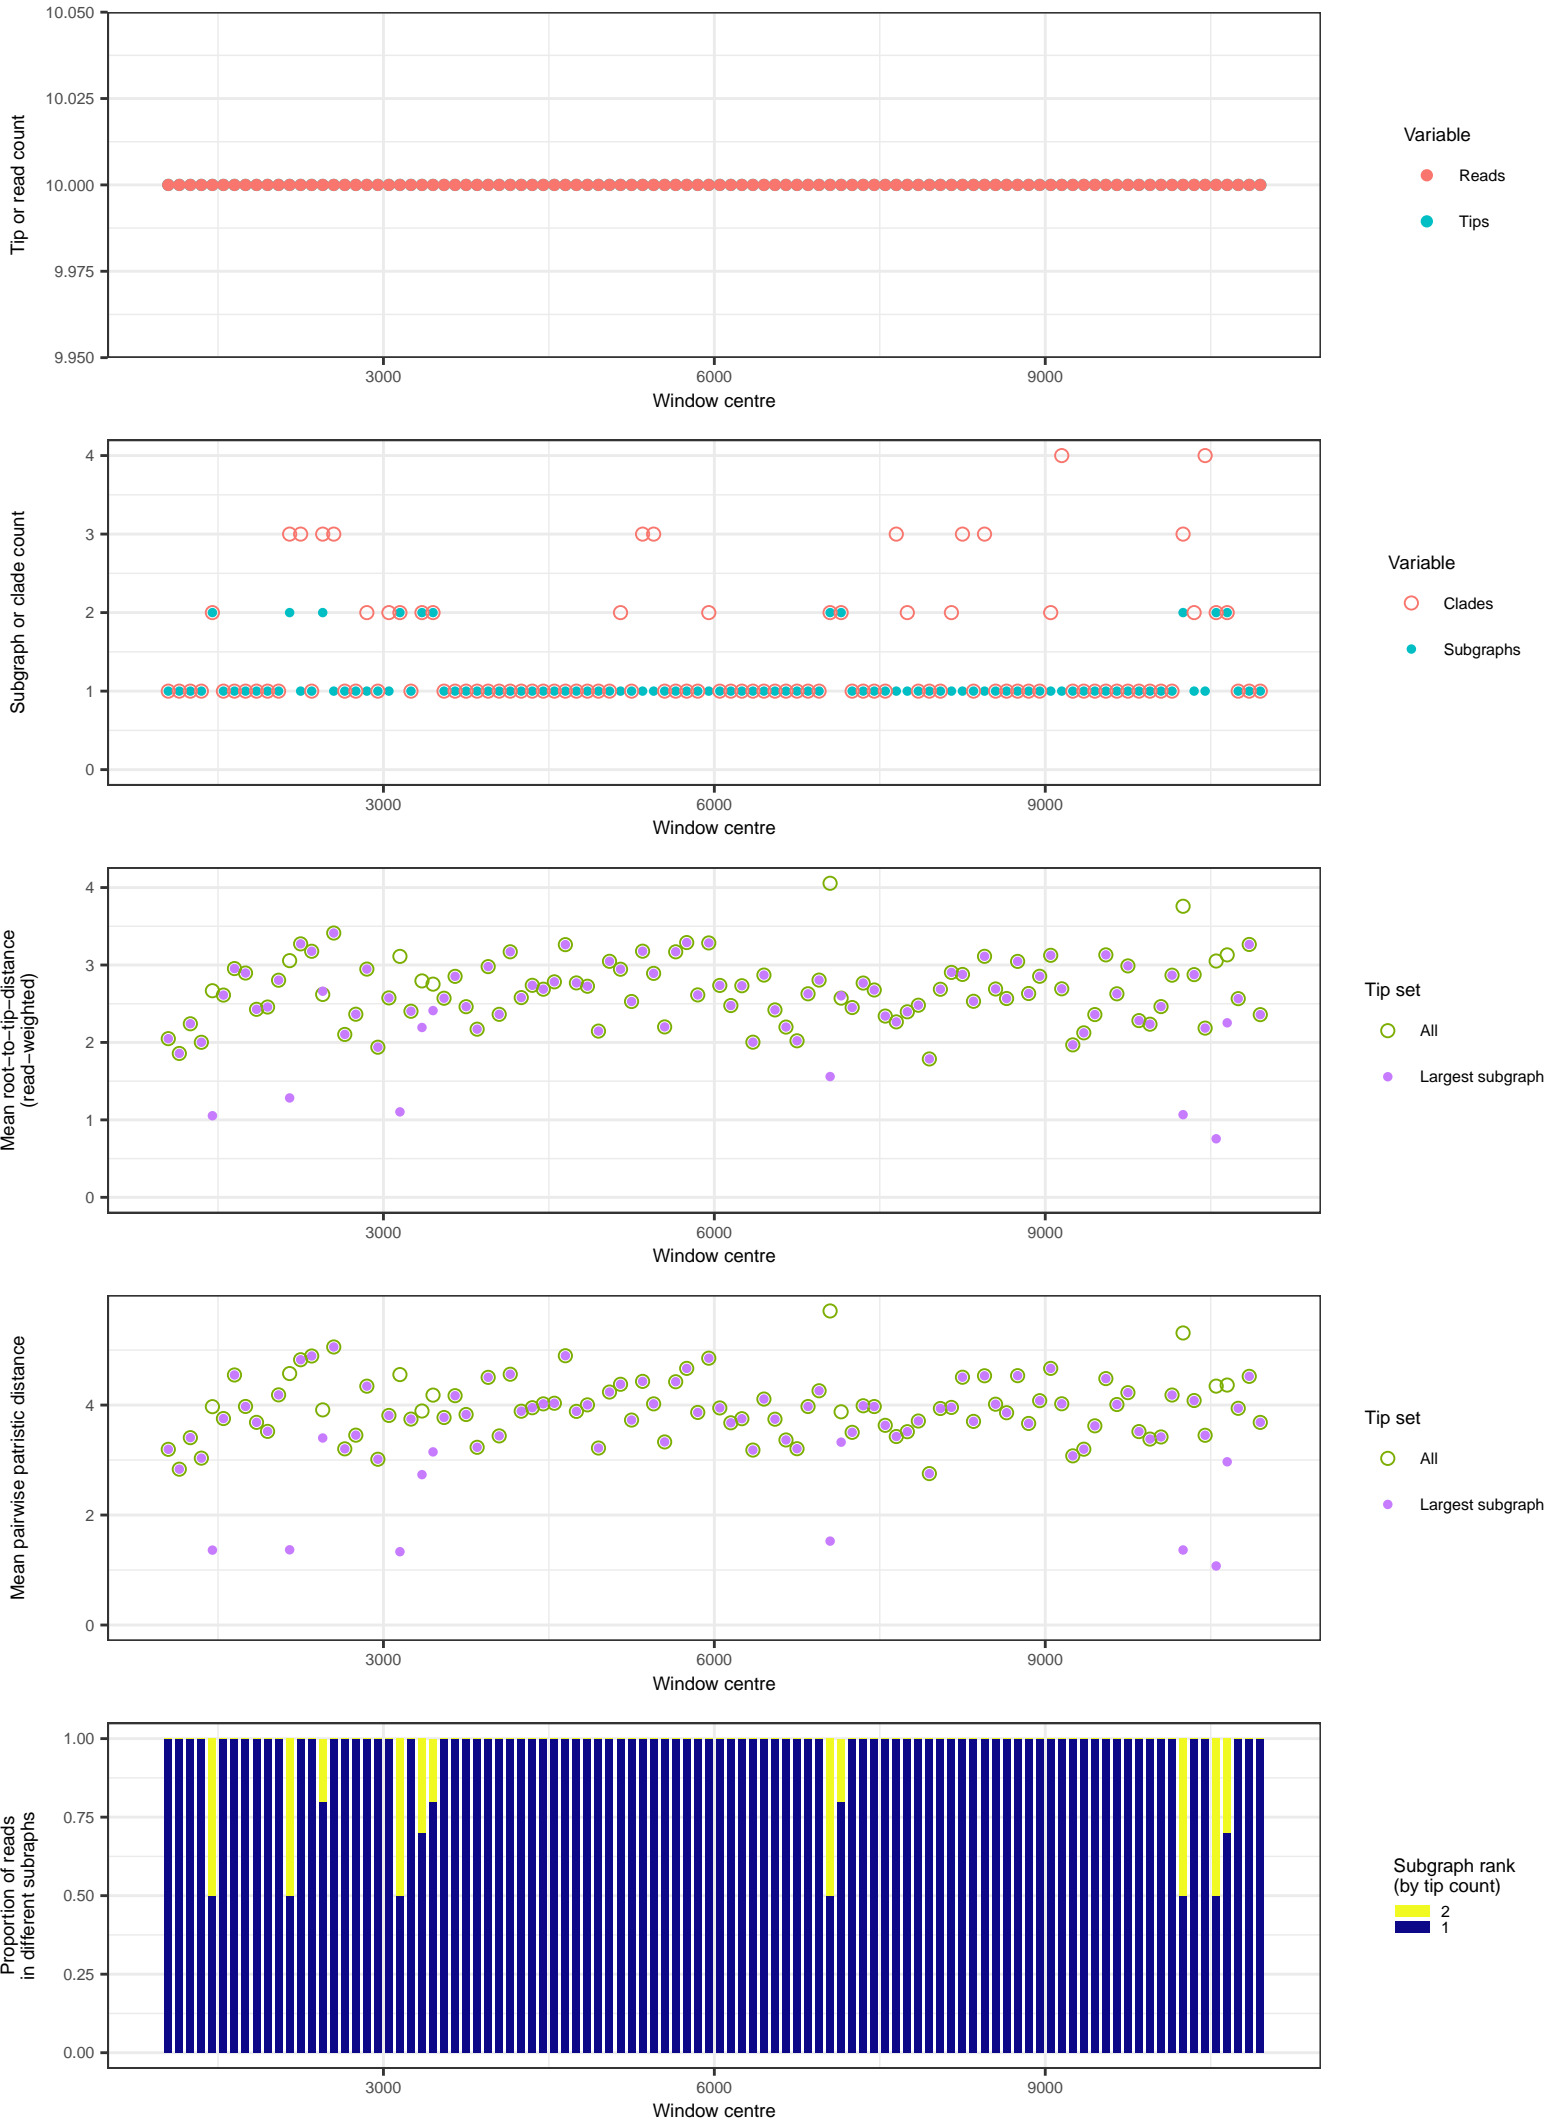 10.050
10.025
10.000
9.975
9.950
Tip or read count
3000 6000 9000
Window centre
Variable
Reads
Tips
4
3
2
1
0
Subgraph or clade count
3000 6000 9000
Window centre
Variable
Clades
Subgraphs
4
3
2
1
0
Mean root−to−tip−distance
(read−weighted)
3000 6000 9000
Window centre
Tip set
All
Largest subgraph
4
2
0
Mean pairwise patristic distance
3000 6000 9000
Window centre
Tip set
All
Largest subgraph
1.00
0.75
0.50
0.25
0.00
Proportion of reads
in different subraphs
3000 6000 9000
Window centre
Subgraph rank
(by tip count)
2
1